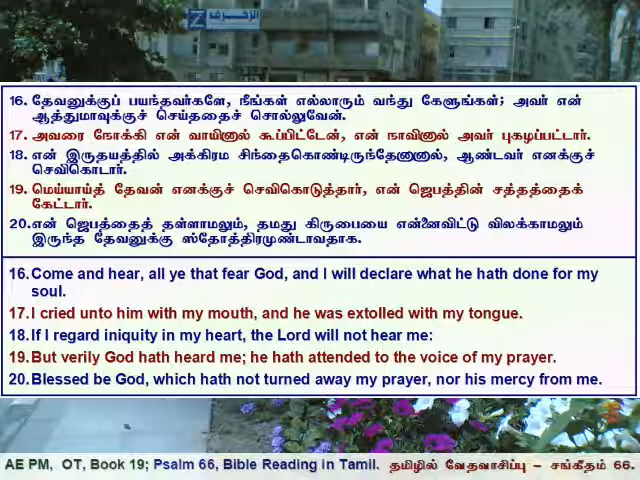 16. தேவனுக்குப் பயந்தவர்களே, நீங்கள் எல்லாரும் வந்து கேளுங்கள்; அவர் என்
ஆத்துமாவுக்குச் செய்ததைச் சொல்லுவேன்.
17. அவரை நோக்கி என் வாயினால் கூப்பிட்டேன், என் நாவினால் அவர் புகழப்பட்டார்.
18. என் இருதயத்தில் அக்கிரம சிந்தைகொண்டிருந்தேனானால், ஆண்டவர் எனக்குச்
செவிகொடார்.
19. மெய்யாய்த் தேவன் எனக்குச் செவிகொடுத்தார், என் ஜெபத்தின் சத்தத்தைக்
கேட்டார்.
20.என் ஜெபத்தைத் தள்ளாமலும், தமது கிருபையை என்னைவிட்டு விலக்காமலும்
இருந்த தேவனுக்கு ஸ்தோத்திரமுண்டாவதாக.
16. Come and hear, all ye that fear God, and I will declare what he hath done for my
soul.
17. I cried unto him with my mouth, and he was extolled with my tongue.
18. If I regard iniquity in my heart, the Lord will not hear me:
19. But verily God hath heard me; he hath attended to the voice of my prayer.
20. Blessed be God, which hath not turned away my prayer, nor his mercy from me.
AE PM, OT, Book 19; Psalm 66, Bible Reading in Tamil. தமிழில் வேதவாசிப்பு – சங்கீதம் 66.